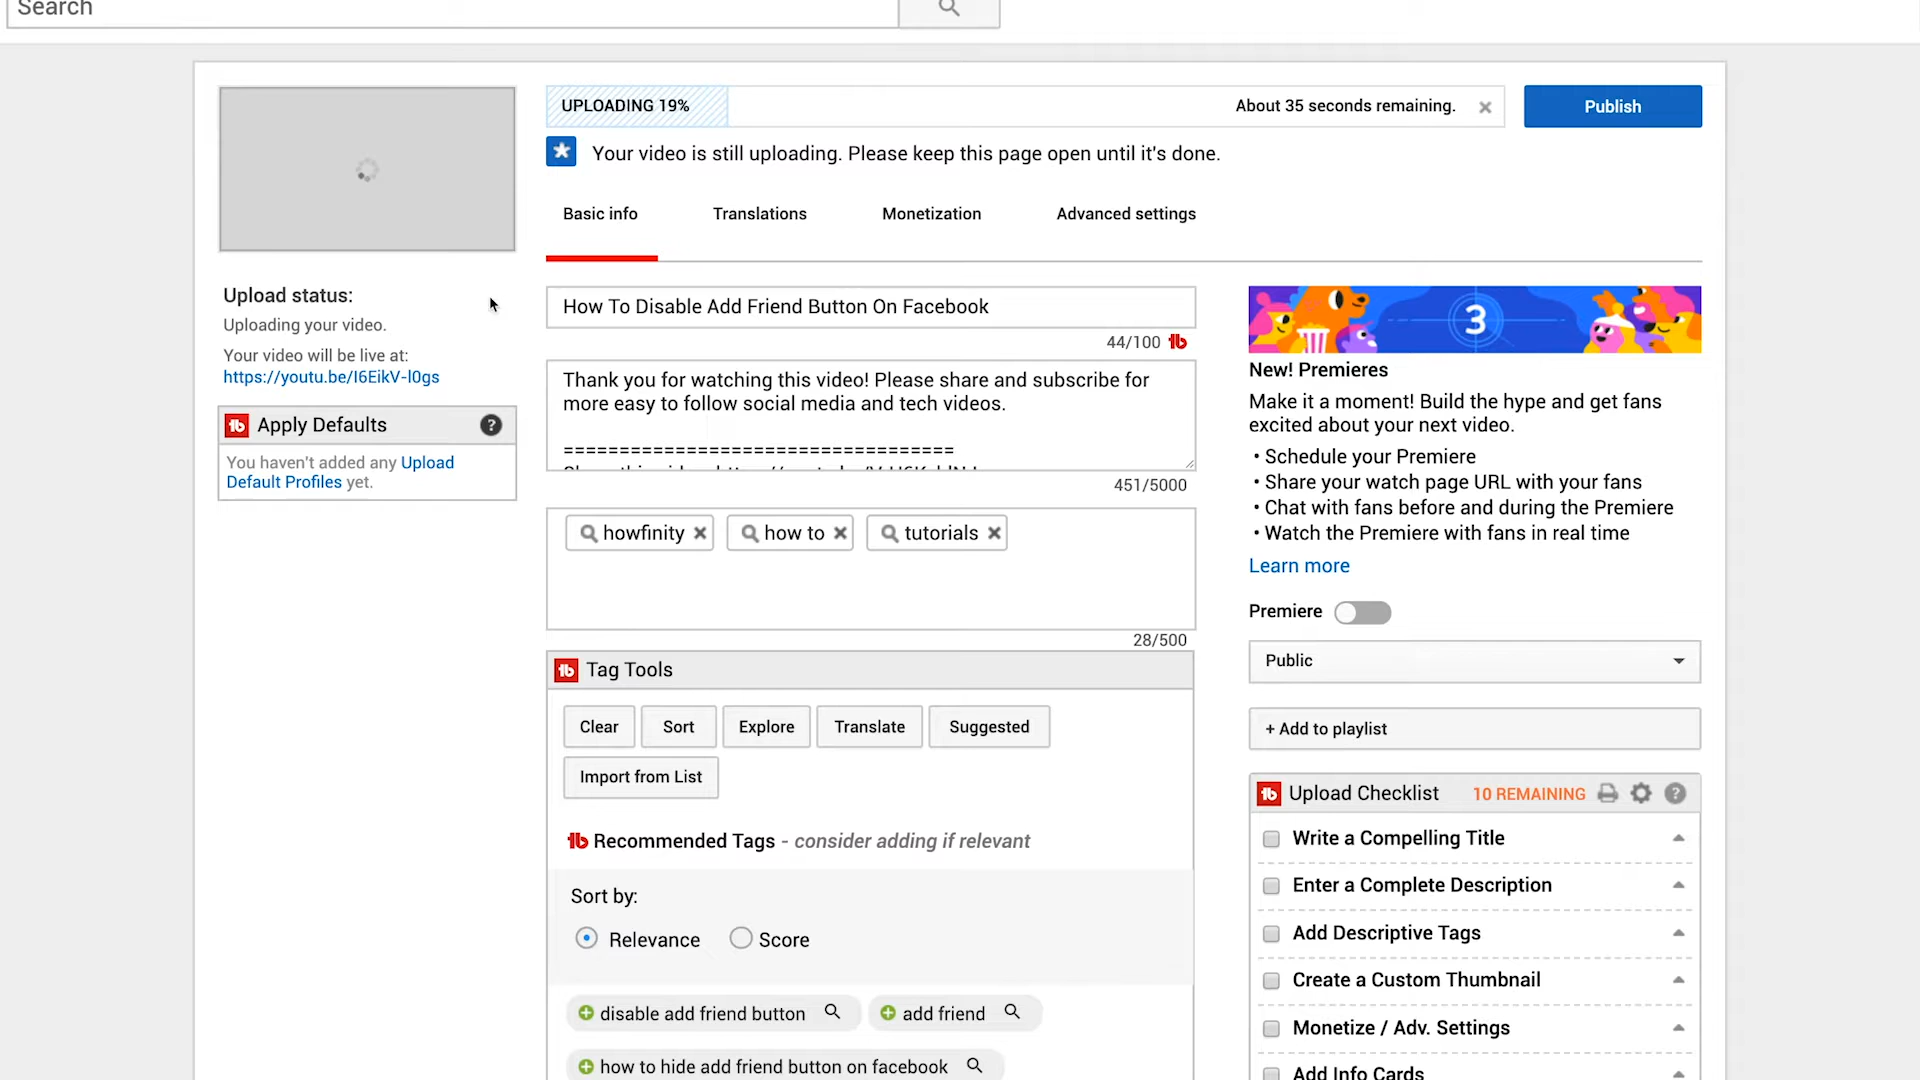 Search
UPLOADING 19%
About 35 seconds remaining.
Publish
Your video is still uploading. Please keep this page open until it's done.
Basic info
Translations
Monetization
Advanced settings
Upload status:
Uploading your video.
Your video will be live at:
https://youtu.be/I6EikV-l0gs
Apply Defaults
You haven't added any Upload
Default Profiles yet.
How To Disable Add Friend Button On Facebook
44/100
Thank you for watching this video! Please share and subscribe for
more easy to follow social media and tech videos.
===================================
451/5000
howfinity
how to
tutorials
28/500
Tag Tools
Clear
Sort
Explore
Translate
Suggested
Import from List
Recommended Tags - consider adding if relevant
Sort by:
Relevance
Score
disable add friend button
add friend
how to hide add friend button on facebook
3
New! Premieres
Make it a moment! Build the hype and get fans
excited about your next video.
• Schedule your Premiere
• Share your watch page URL with your fans
• Chat with fans before and during the Premiere
• Watch the Premiere with fans in real time
Learn more
Premiere
Public
+ Add to playlist
Upload Checklist
10 REMAINING
Write a Compelling Title
Enter a Complete Description
Add Descriptive Tags
Create a Custom Thumbnail
Monetize / Adv. Settings
Add Info Cards